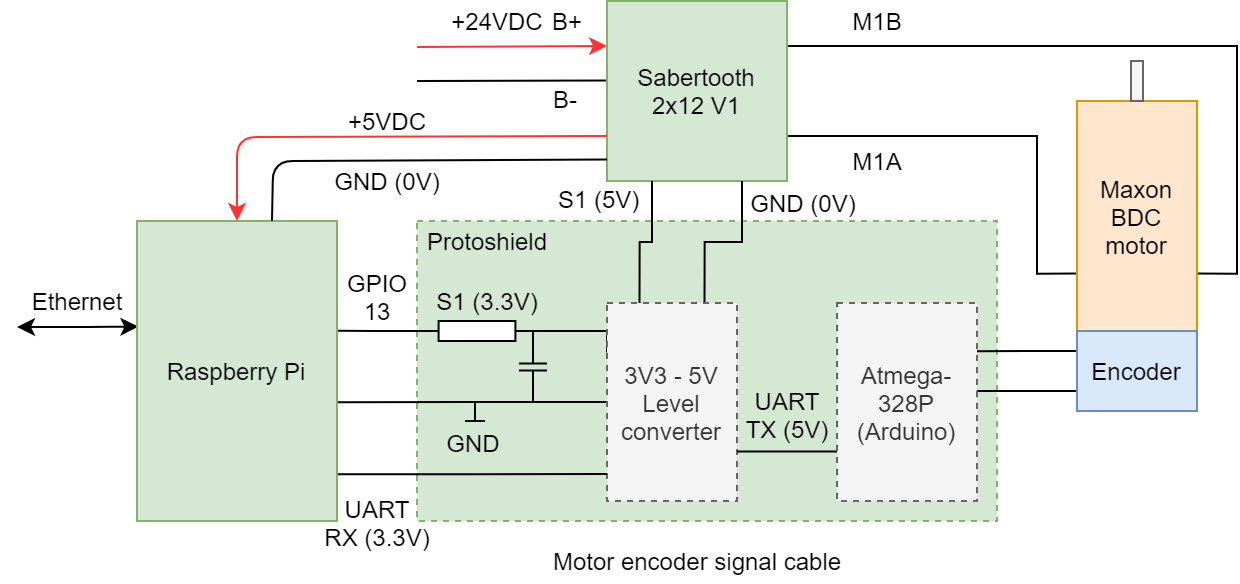 +24VDC B+
M1B
Sabertooth
2x12 V1
B-
+5VDC
M1A
GND (0V)
S1 (5V)
GND (0V)
Maxon
BDC
motor
Protoshield
Ethernet
GPIO
13
S1 (3.3V)
Raspberry Pi
3V3 - 5V
Level
converter
Atmega-
328P
(Arduino)
Encoder
UART
TX (5V)
GND
UART
RX (3.3V)
Motor encoder signal cable